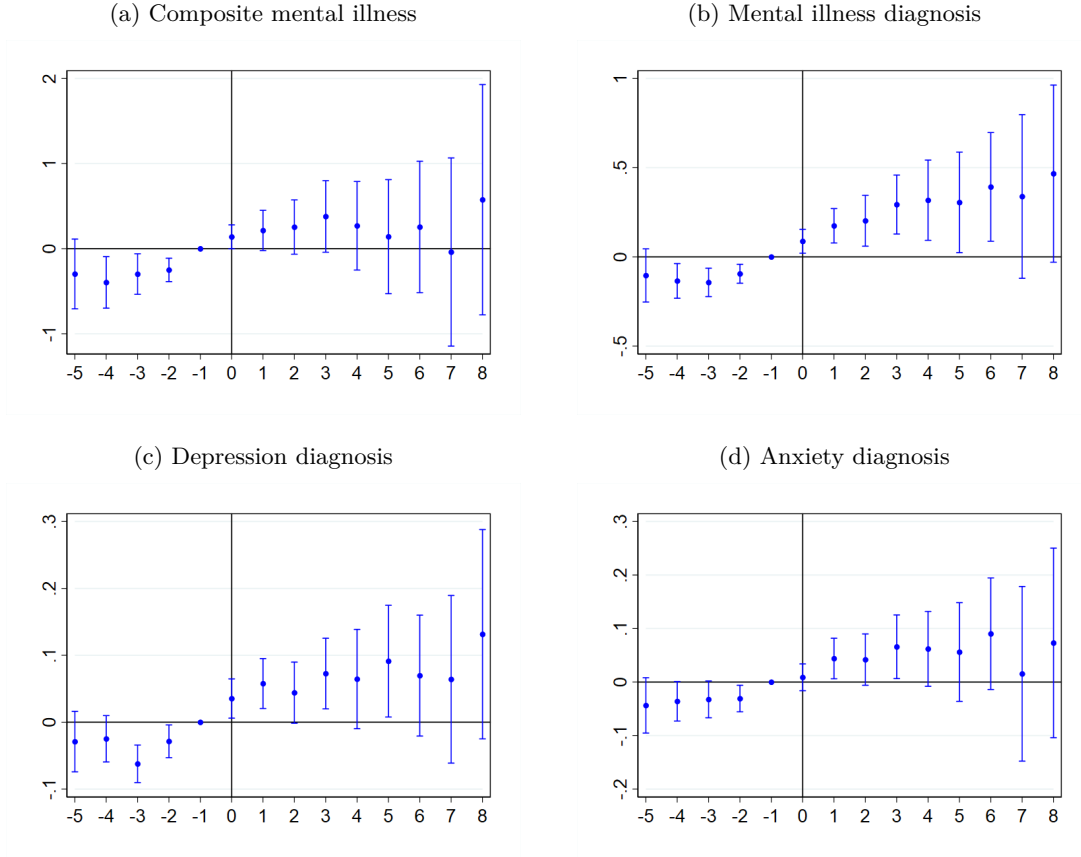 (a) Composite mental illness
(b) Mental illness diagnosis
2
1
0
-1
-5 -4 -3 -2 -1 0 1 2 3 4 5 6 7 8
1
.5
0
-.5
-5 -4 -3 -2 -1 0 1 2 3 4 5 6 7 8
(c) Depression diagnosis
(d) Anxiety diagnosis
.3
.2
.1
0
-.1
-5 -4 -3 -2 -1 0 1 2 3 4 5 6 7 8
.3
.2
.1
0
-.1
-.2
-5 -4 -3 -2 -1 0 1 2 3 4 5 6 7 8